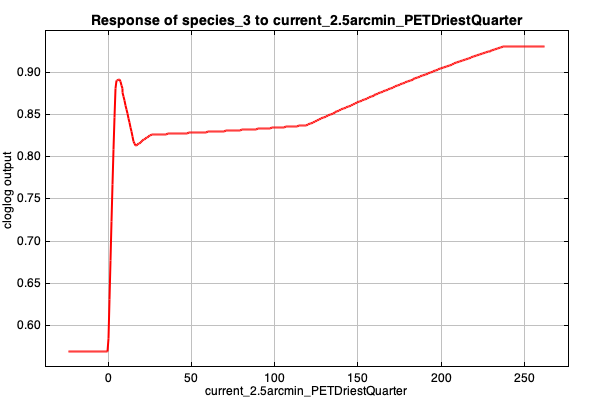 Response of species_3 to current_2.5arcmin_PETDriestQuarter
cloglog output
0.90
0.85
0.80
0.75
0.70
0.65
0.60
0 50 100 150 200 250
current_2.5arcmin_PETDriestQuarter